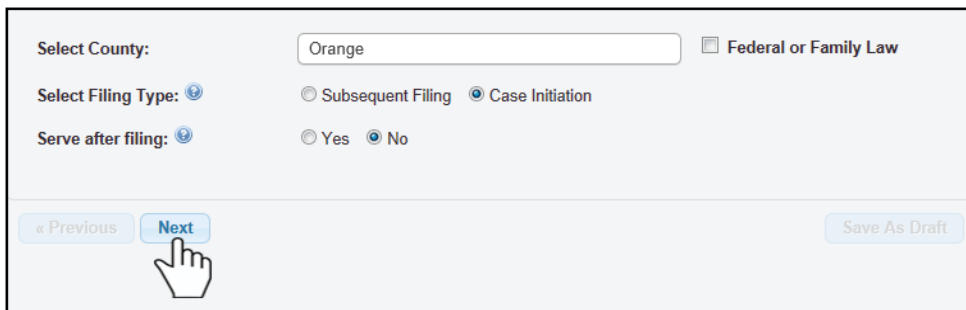 Select County: Orange Federal or Family Law
Select Filing Type: Subsequent Filing Case Initiation
Serve after filing: Yes No
« Previous Next Save As Draft